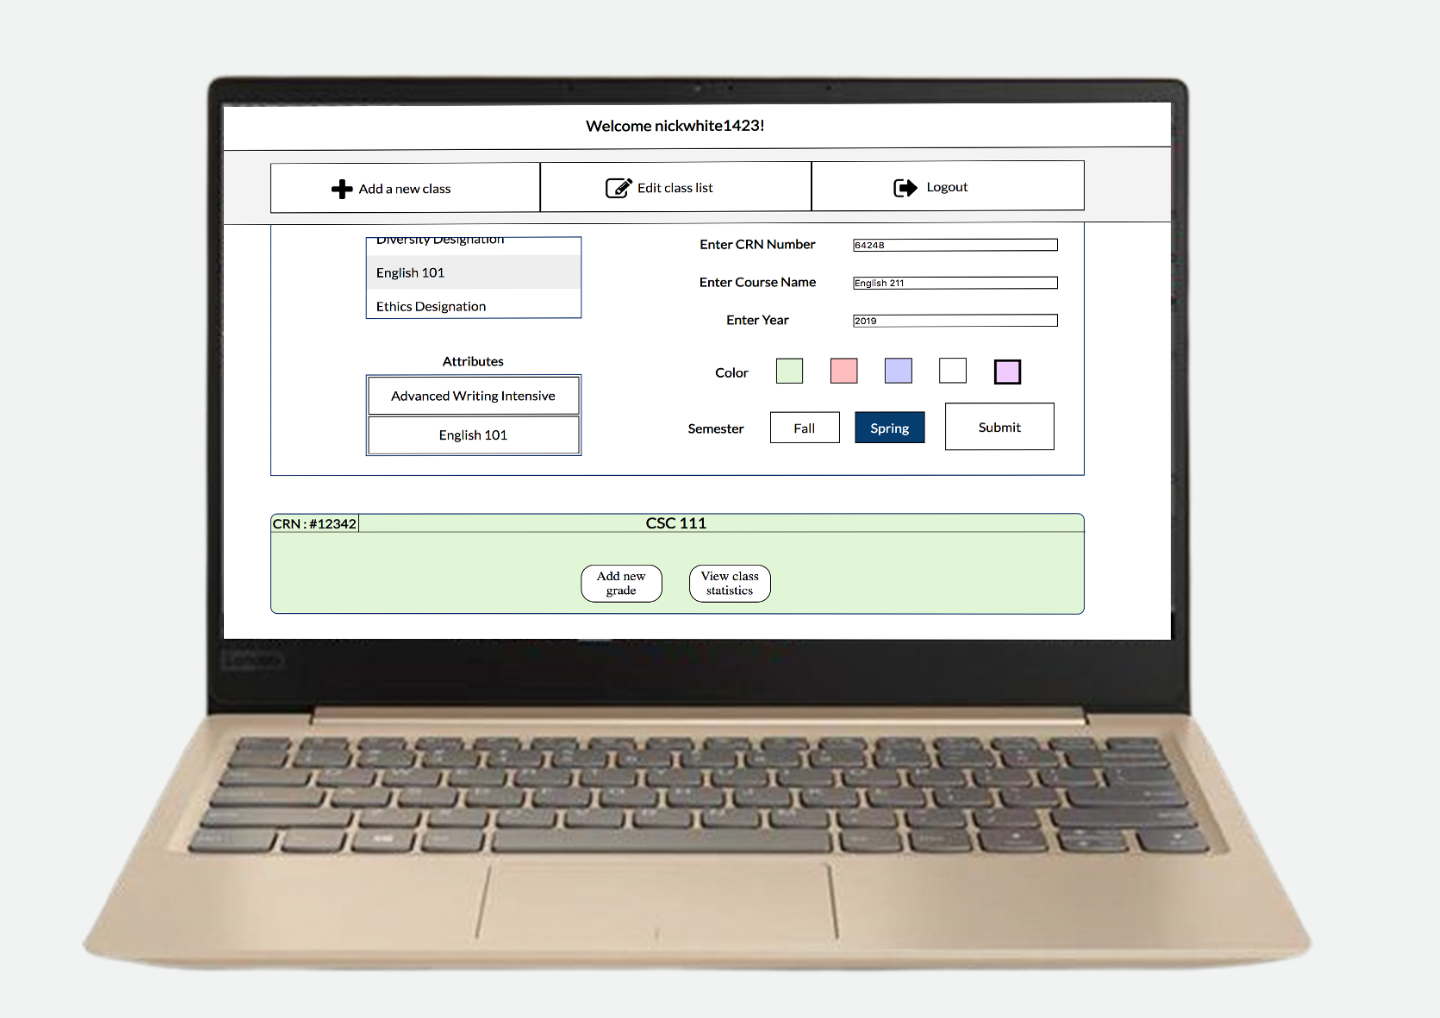 Welcome nickwhite1423!
Add a new class
Edit class list
Logout
Diversity Designation
English 101
Ethics Designation
Attributes
Advanced Writing Intensive
English 101
Enter CRN Number
64248
Enter Course Name
English 211
Enter Year
2019
Color
Semester
Fall
Spring
Submit
CRN : #12342
CSC 111
Add new
grade
View class
statistics
Lenovo